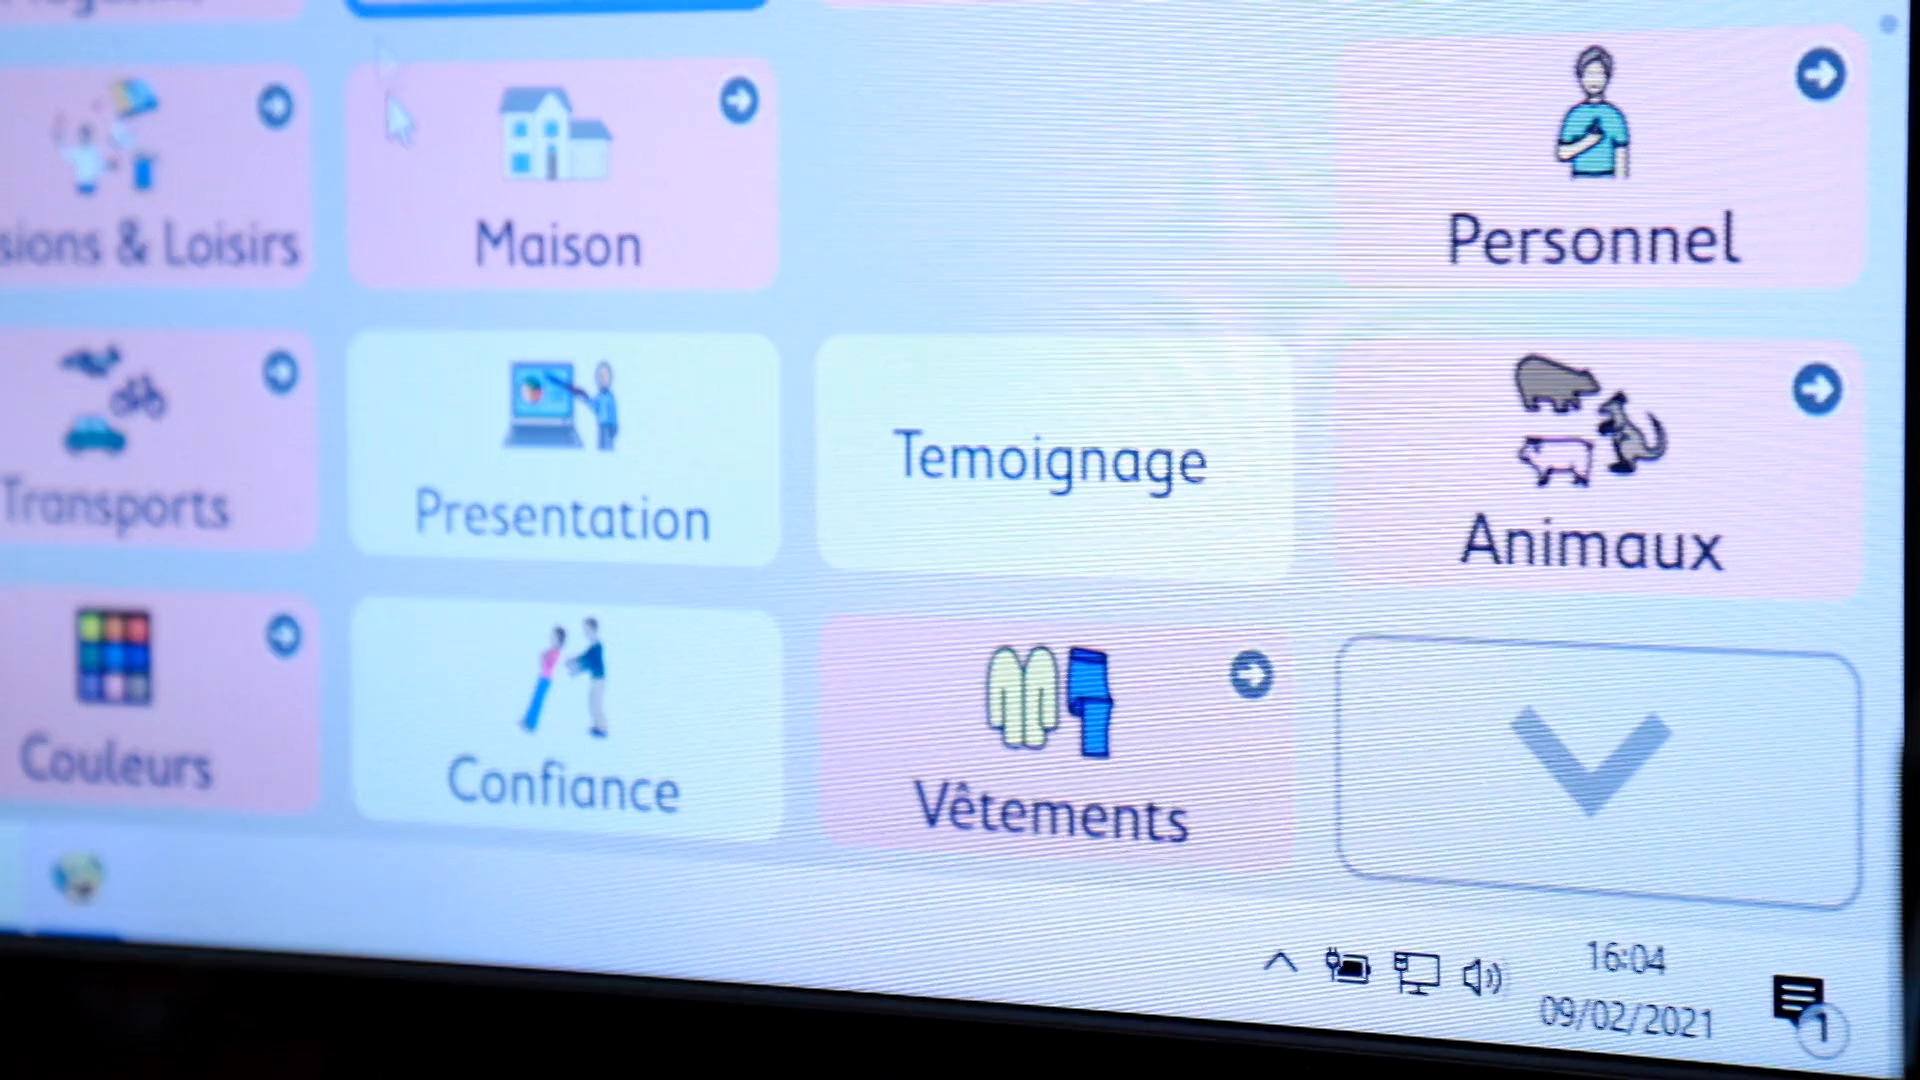 sions & Loisirs
Maison
Personnel
Transports
Presentation
Temoignage
Animaux
Couleurs
Confiance
Vêtements
16:04
09/02/2021
1